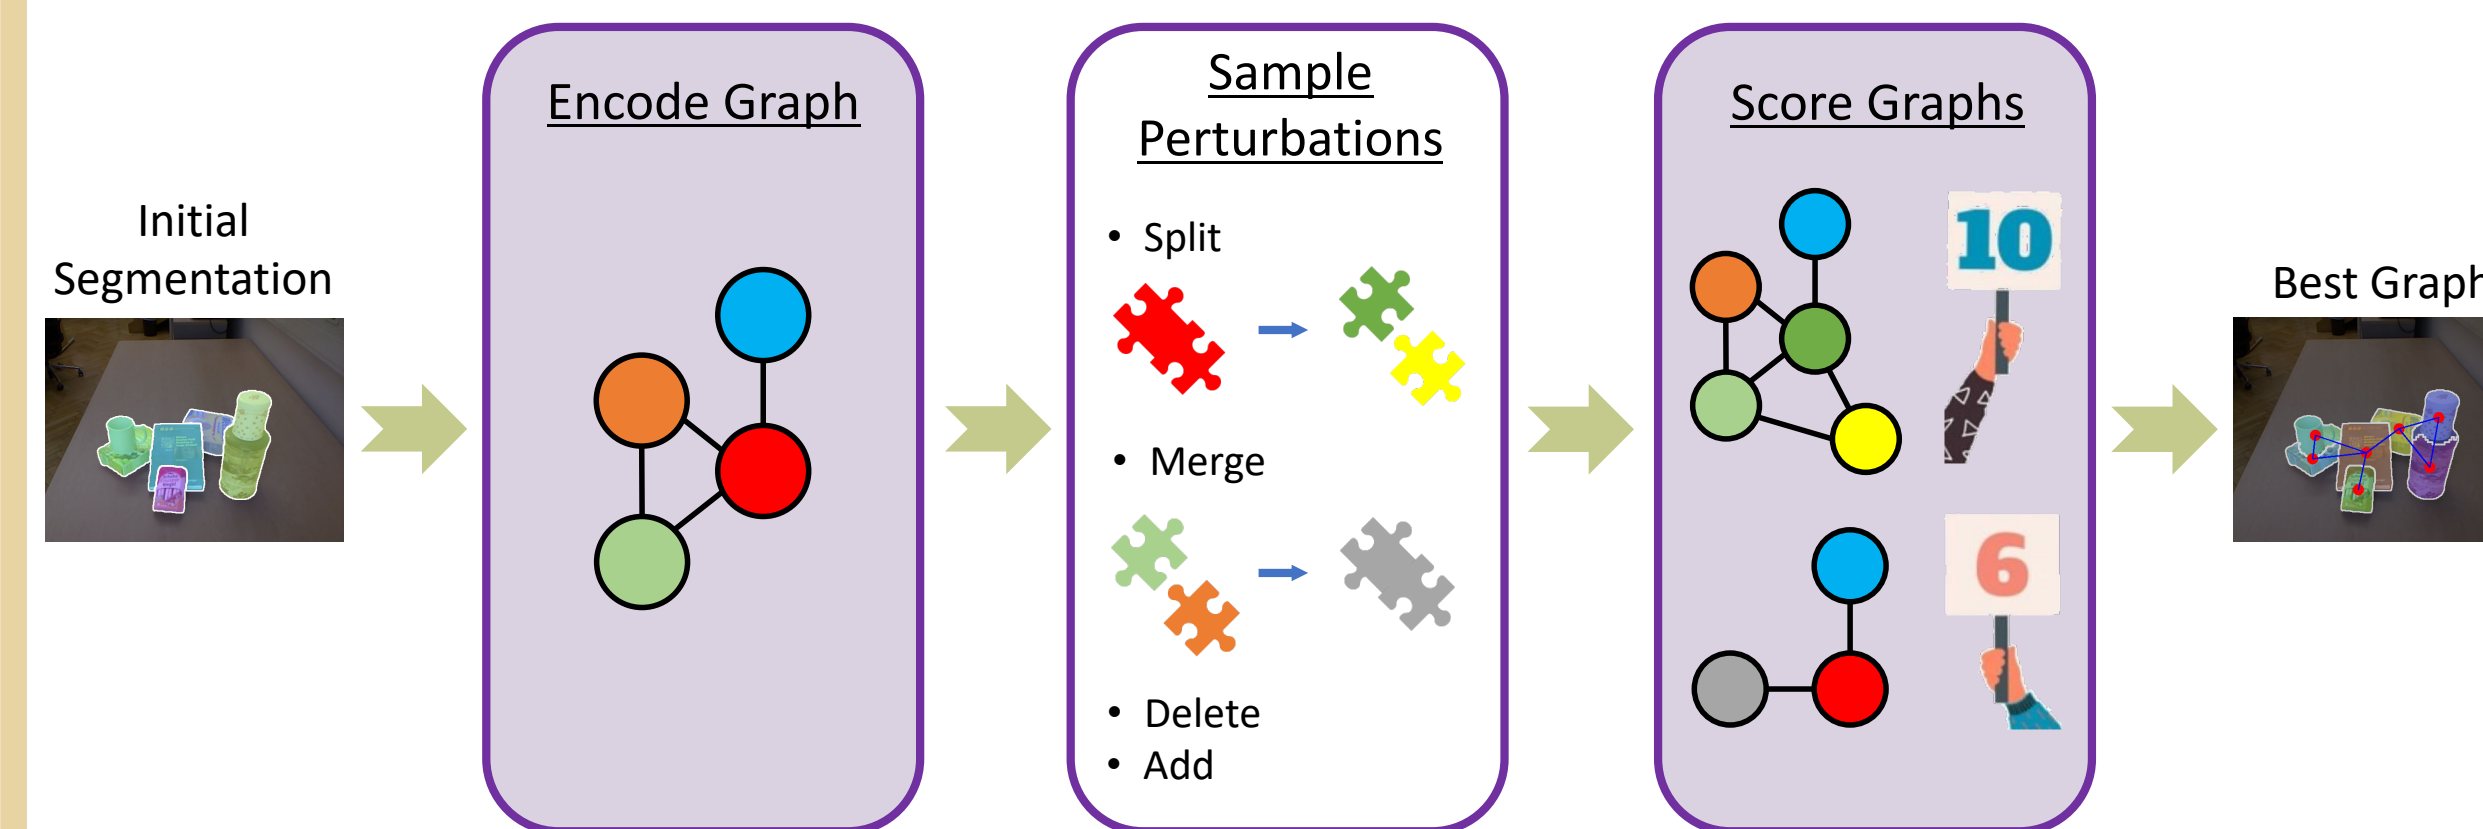 Initial
Segmentation
Encode Graph
Sample
Perturbations
• Split
• Merge
• Delete
• Add
Score Graphs
10
6
Best Graph